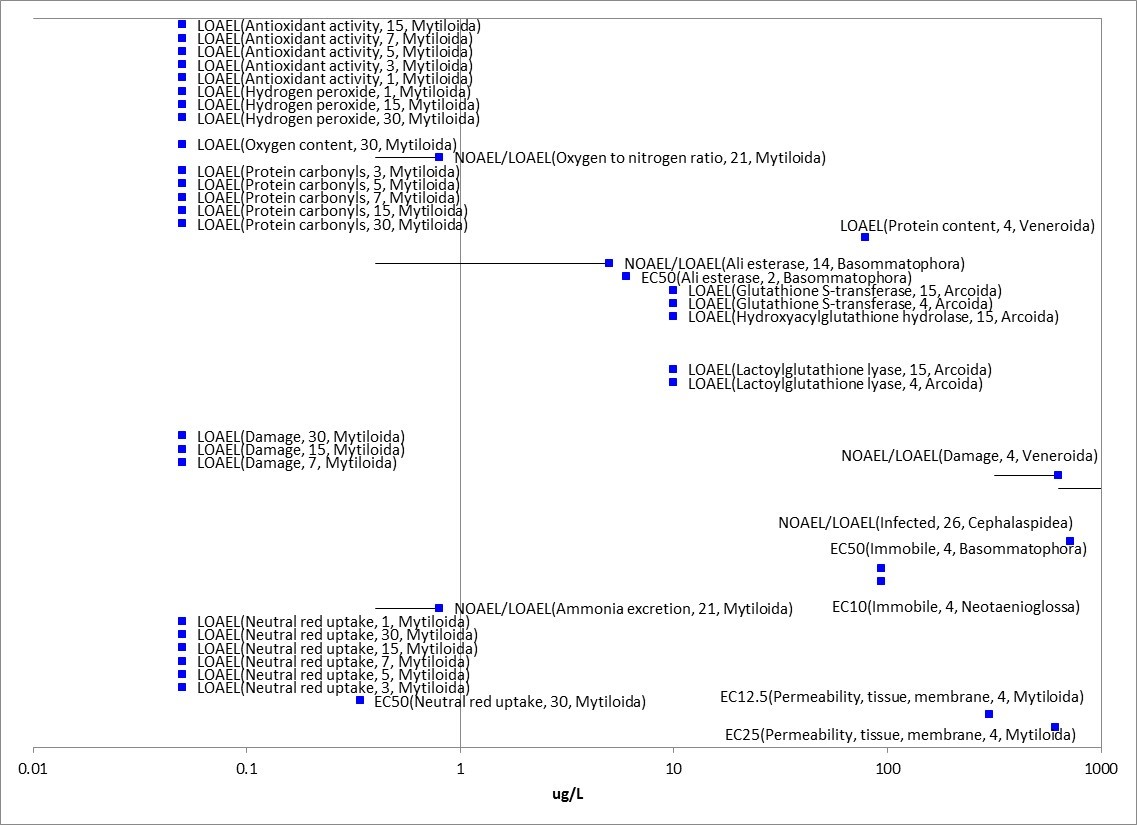 LOAEL(Antioxidant activity, 15, Mytiloida)
LOAEL(Antioxidant activity, 7, Mytiloida)
LOAEL(Antioxidant activity, 5, Mytiloida)
LOAEL(Antioxidant activity, 3, Mytiloida)
LOAEL(Antioxidant activity, 1, Mytiloida)
LOAEL(Hydrogen peroxide, 1, Mytiloida)
LOAEL(Hydrogen peroxide, 15, Mytiloida)
LOAEL(Hydrogen peroxide, 30, Mytiloida)
LOAEL(Oxygen content, 30, Mytiloida)
NOAEL/LOAEL(Oxygen to nitrogen ratio, 21, Mytiloida)
LOAEL(Protein carbonyls, 3, Mytiloida)
LOAEL(Protein carbonyls, 5, Mytiloida)
LOAEL(Protein carbonyls, 7, Mytiloida)
LOAEL(Protein carbonyls, 15, Mytiloida)
LOAEL(Protein carbonyls, 30, Mytiloida)
LOAEL(Protein content, 4, Veneroida)
NOAEL/LOAEL(Ali esterase, 14, Basommatophora)
EC50(Ali esterase, 2, Basommatophora)
LOAEL(Glutathione S-transferase, 15, Arcoida)
LOAEL(Glutathione S-transferase, 4, Arcoida)
LOAEL(Hydroxyacylglutathione hydrolase, 15, Arcoida)
LOAEL(Lactoylglutathione lyase, 15, Arcoida)
LOAEL(Lactoylglutathione lyase, 4, Arcoida)
LOAEL(Damage, 30, Mytiloida)
LOAEL(Damage, 15, Mytiloida)
LOAEL(Damage, 7, Mytiloida)
NOAEL/LOAEL(Damage, 4, Veneroida)
NOAEL/LOAEL(Infected, 26, Cephalaspidea)
EC50(Immobile, 4, Basommatophora)
EC10(Immobile, 4, Neotaenioglossa)
NOAEL/LOAEL(Ammonia excretion, 21, Mytiloida)
LOAEL(Neutral red uptake, 1, Mytiloida)
LOAEL(Neutral red uptake, 30, Mytiloida)
LOAEL(Neutral red uptake, 15, Mytiloida)
LOAEL(Neutral red uptake, 7, Mytiloida)
LOAEL(Neutral red uptake, 5, Mytiloida)
LOAEL(Neutral red uptake, 3, Mytiloida)
EC50(Neutral red uptake, 30, Mytiloida)
EC12.5(Permeability, tissue, membrane, 4, Mytiloida)
EC25(Permeability, tissue, membrane, 4, Mytiloida)
0.01 0.1 1 10 100 1000
ug/L